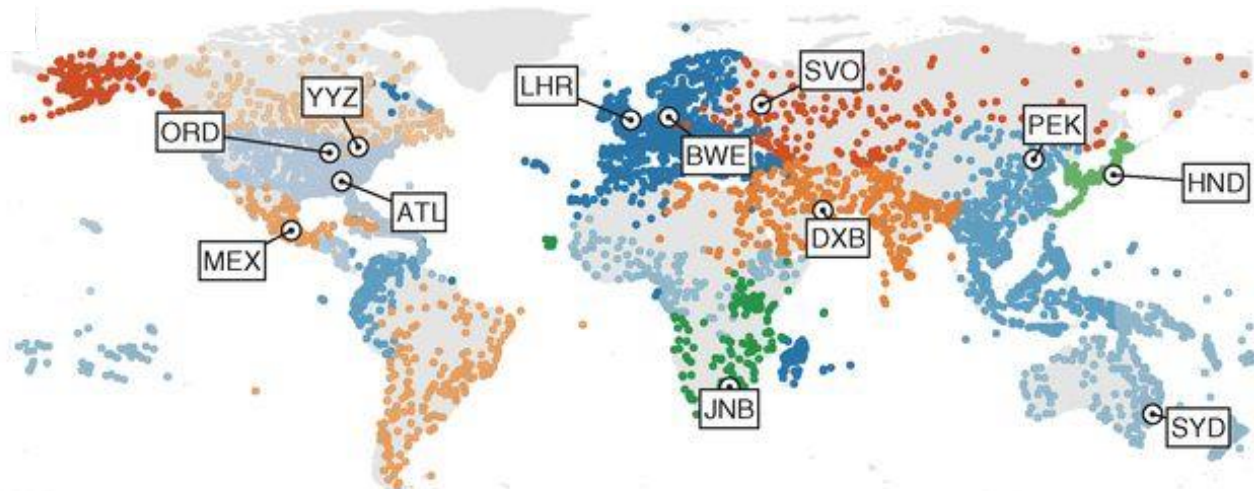 SVO
LHR
YYZ
ORD
PEK
BWE
HND
ATL
DXB
MEX
JNB
SYD